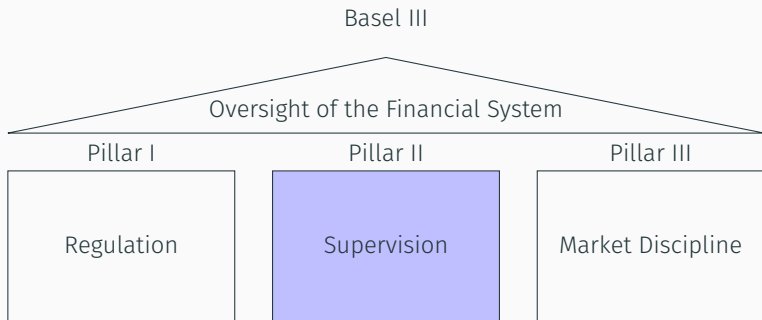 Basel III
Oversight of the Financial System
Pillar I
Pillar II
Pillar III
Regulation
Supervision
Market Discipline